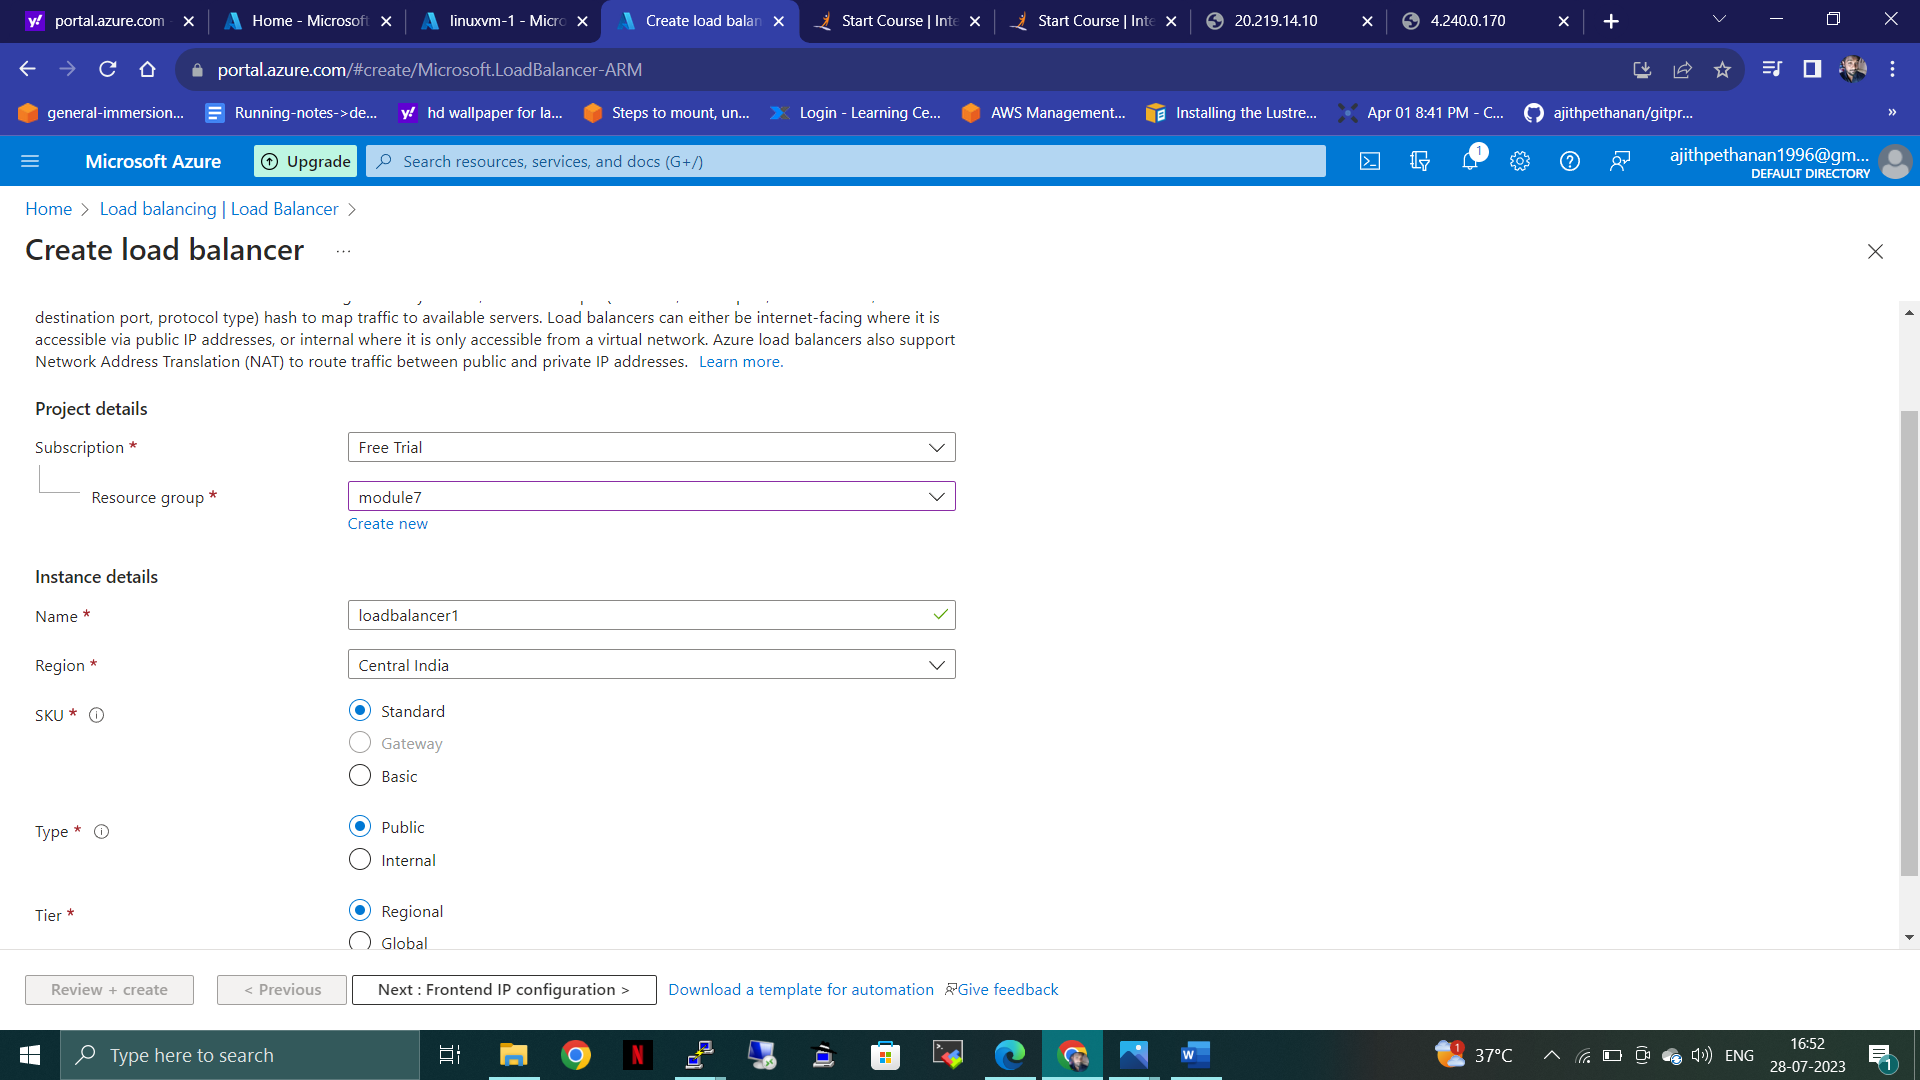 portal.azure.com
Home - Microsoft
linuxvm-1 - Micro
Create load balan
Start Course | Inte
Start Course | Inte
20.219.14.10
4.240.0.170
portal.azure.com/#create/Microsoft.LoadBalancer-ARM
general-immersion...
Running-notes->de...
hd wallpaper for la...
Steps to mount, un...
Login - Learning Ce...
AWS Management...
Installing the Lustre...
Apr 01 8:41 PM - C...
ajithpethanan/gitpr...
»
Microsoft Azure
Upgrade
Search resources, services, and docs (G+/)
1
ajithpethanan1996@gm...
DEFAULT DIRECTORY
Home > Load balancing | Load Balancer >
Create load balancer ...
destination port, protocol type) hash to map traffic to available servers. Load balancers can either be internet-facing where it is
accessible via public IP addresses, or internal where it is only accessible from a virtual network. Azure load balancers also support
Network Address Translation (NAT) to route traffic between public and private IP addresses. Learn more.
Project details
Subscription *
Free Trial
Resource group *
module7
Create new
Instance details
Name *
loadbalancer1
Region *
Central India
SKU *
Standard
Gateway
Basic
Type *
Public
Internal
Tier *
Regional
Global
Review + create
< Previous
Next : Frontend IP configuration >
Download a template for automation
Give feedback
Type here to search
1
37°C
ENG
16:52
28-07-2023
1